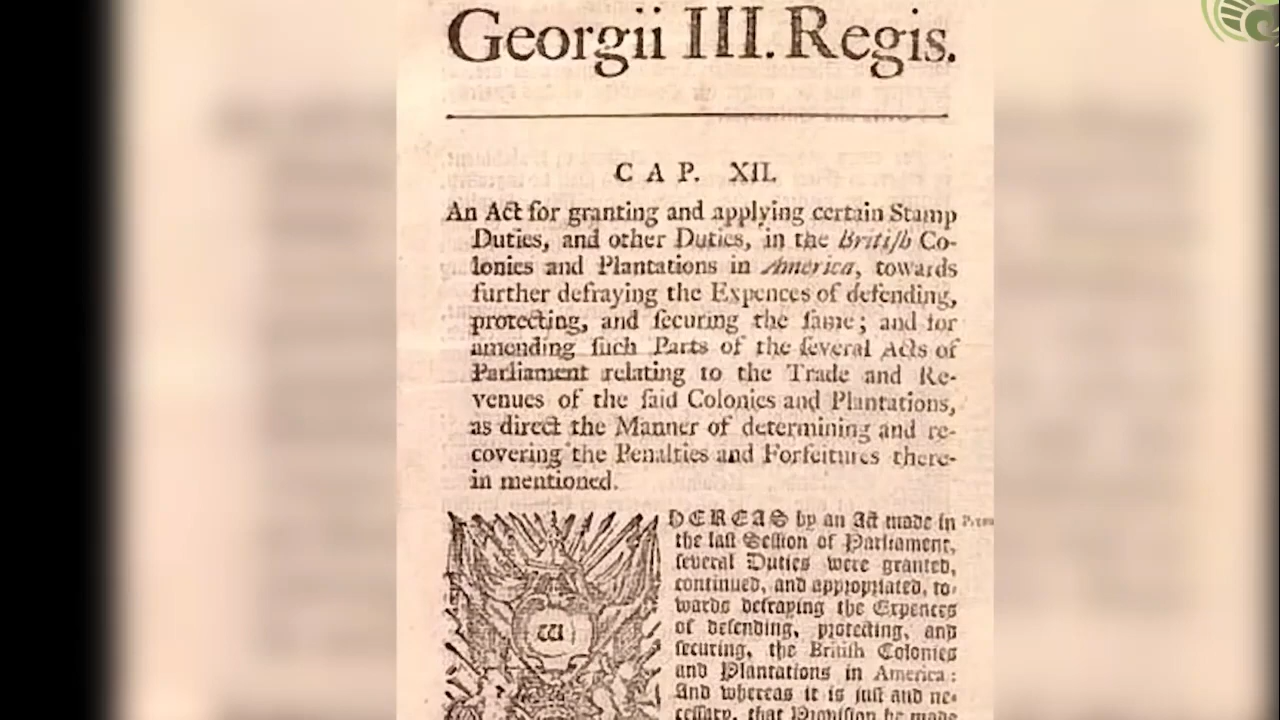 Georgii III. Regis.
C A P. XII.
An Act for granting and applying certain Stamp
Duties, and other Duties, in the Britiſh Co-
lonies and Plantations in America, towards
further defraying the Expences of defending,
protecting, and ſecuring the ſame; and for
amending ſuch Parts of the ſeveral Acts of
Parliament relating to the Trade and Re-
venues of the ſaid Colonies and Plantations,
as direct the Manner of determining and re-
covering the Penalties and Forfeitures there-
in mentioned.
W
HEREAS by an Act made in
the laſt Seſſion of Parliament,
ſeveral Duties were granted,
continued, and appropriated, to-
wards defraying the Expences
of defending, protecting, and
ſecuring, the Britiſh Colonies
and Plantations in America:
And whereas it is juſt and ne-
ceſſary, that Proviſion be made